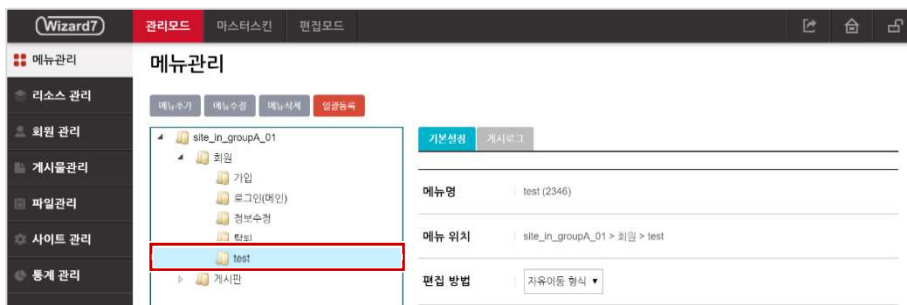 Wizard7
관리모드 마스터스킨 편집모드
메뉴관리
리소스 관리
회원 관리
게시물관리
파일관리
사이트 관리
통계 관리
메뉴관리
메뉴추가 메뉴수정 메뉴삭제 일괄등록
site_in_groupA_01
회원
가입
로그인(메인)
정보수정
탈퇴
test
게시판
기본설정 게시로그
메뉴명 test (2346)
메뉴 위치 site_in_groupA_01 > 회원 > test
편집 방법 자유이동 형식